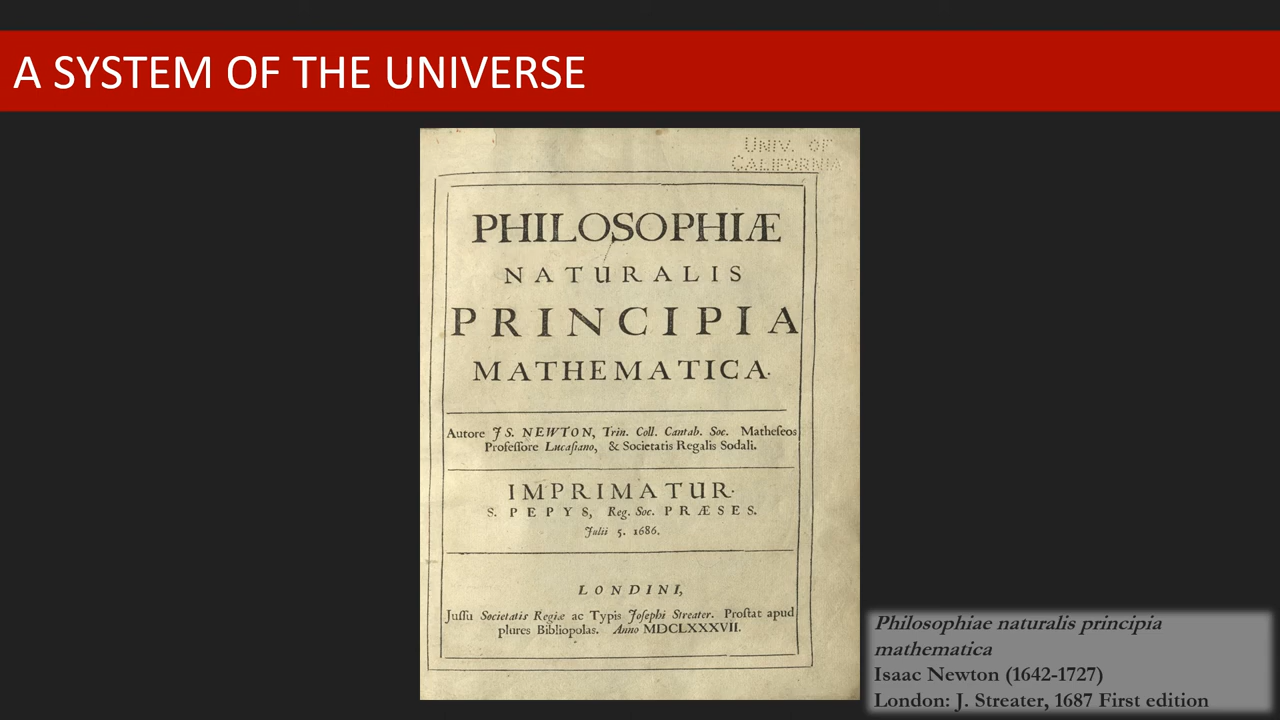 A SYSTEM OF THE UNIVERSE
UNIV. OF
CALIFORNIA
PHILOSOPHIÆ
NATURALIS
PRINCIPIA
MATHEMATICA.
Autore JS. NEWTON, Trin. Coll. Cantab. Soc. Matheſeos
Profeſſore Lucaſiano, & Societatis Regalis Sodali.
IMPRIMATUR.
S. PEPYS, Reg. Soc. PRÆSES.
Julii 5. 1686.
LONDINI,
Juſſu Societatis Regiæ ac Typis Joſephi Streater. Proſtat apud
plures Bibliopolas. Anno MDCLXXXVII.
Philosophiae naturalis principia
mathematica
Isaac Newton (1642-1727)
London: J. Streater, 1687 First edition